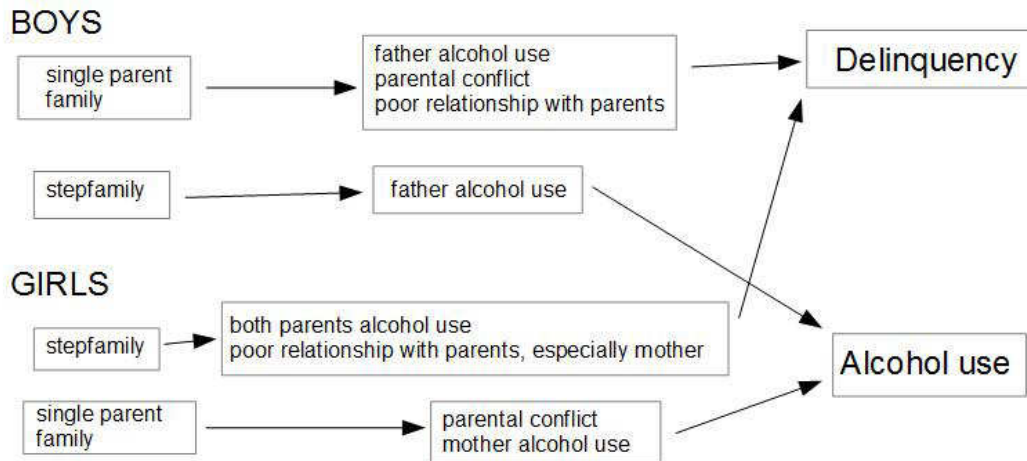 BOYS
single parent
family
father alcohol use
parental conflict
poor relationship with parents
Delinquency
stepfamily
father alcohol use
GIRLS
stepfamily
both parents alcohol use
poor relationship with parents, especially mother
Alcohol use
single parent
family
parental conflict
mother alcohol use